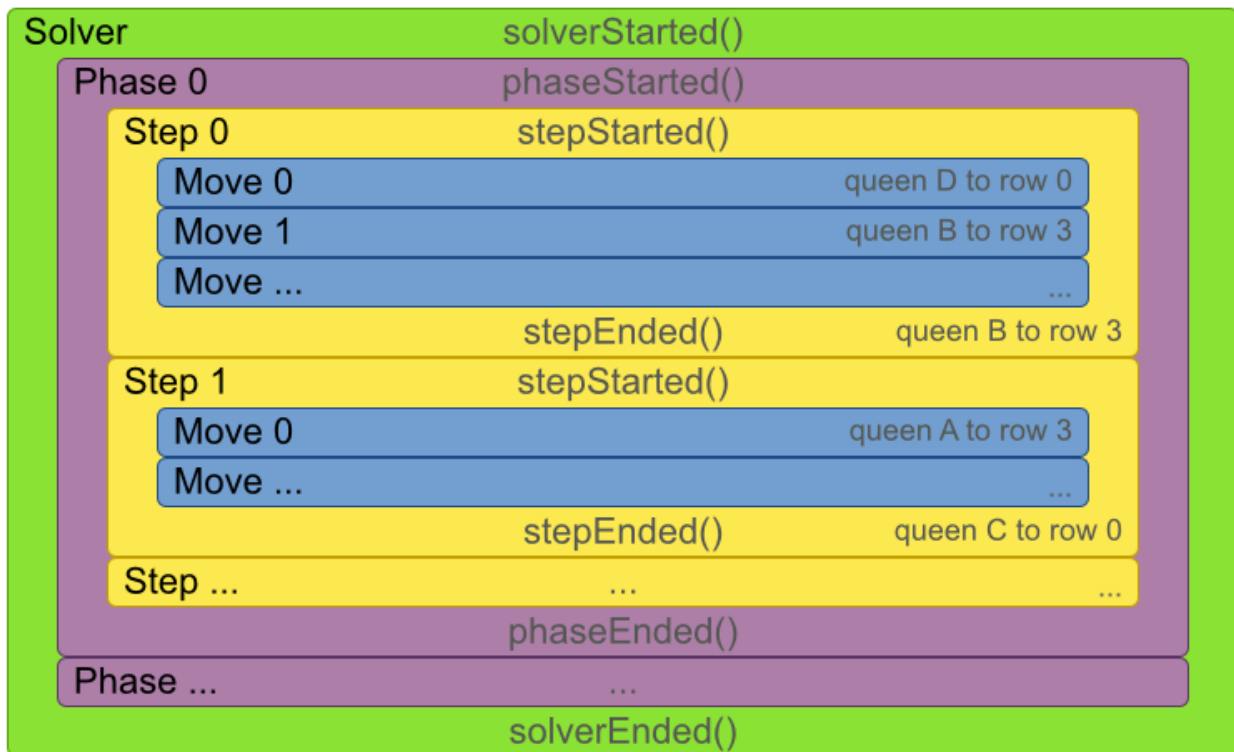 Solver solverStarted()
Phase 0 phaseStarted()
Step 0 stepStarted()
Move 0 queen D to row 0
Move 1 queen B to row 3
Move ... ...
stepEnded() queen B to row 3
Step 1 stepStarted()
Move 0 queen A to row 3
Move ... ...
stepEnded() queen C to row 0
Step ... ... ...
phaseEnded()
Phase ... ...
solverEnded()